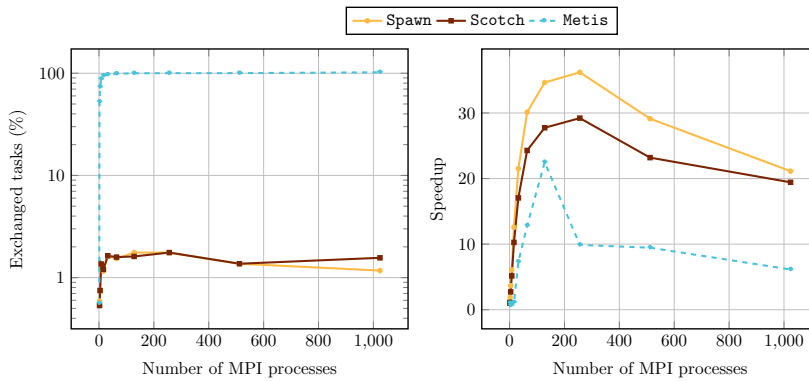 Spawn Scotch Metis
100
10
1
0 200 400 600 800 1,000
Number of MPI processes
Exchanged tasks (%)
30
20
10
0
0 200 400 600 800 1,000
Number of MPI processes
Speedup